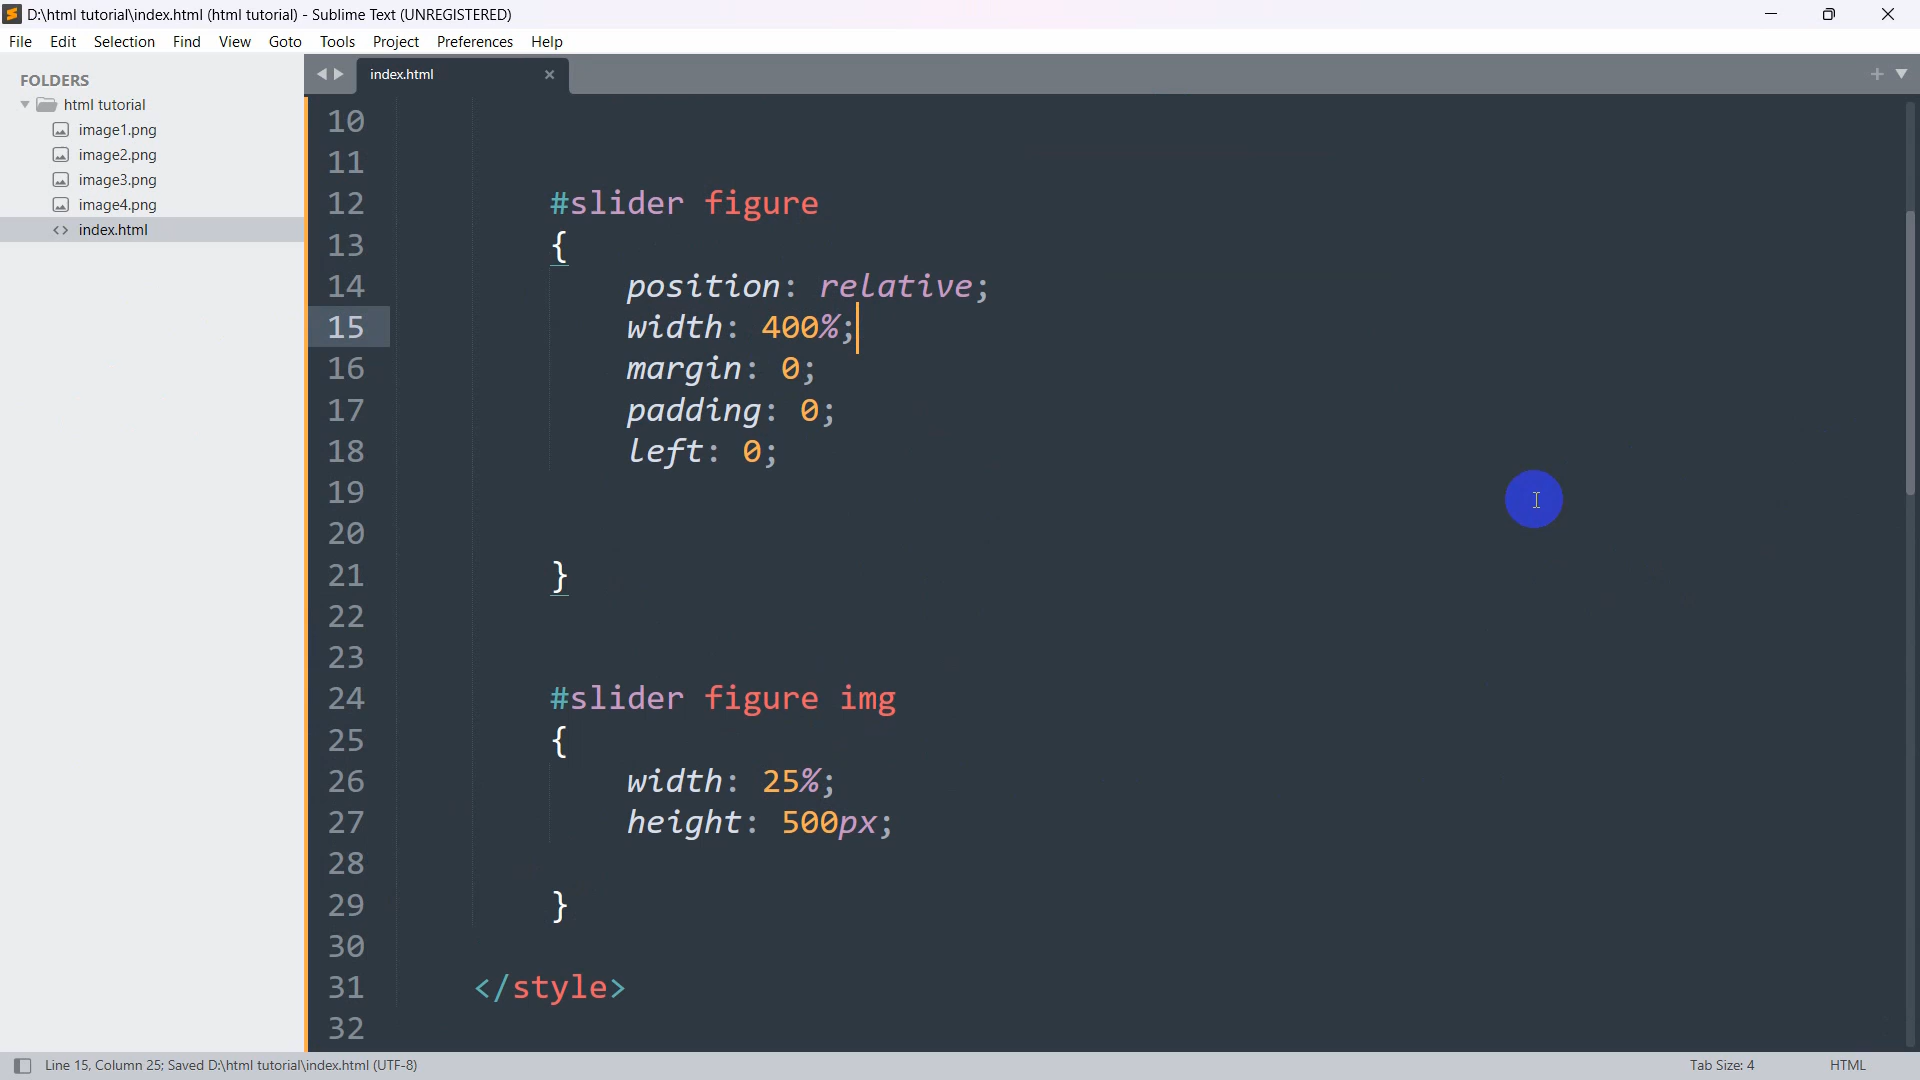 D:\html tutorial\index.html (html tutorial) - Sublime Text (UNREGISTERED)
File Edit Selection Find View Goto Tools Project Preferences Help
FOLDERS
html tutorial
image1.png
image2.png
image3.png
image4.png
<> index.html
index.html
10
11
12 #slider figure
13 {
14 position: relative;
15 width: 400%;
16 margin: 0;
17 padding: 0;
18 left: 0;
19
20
21 }
22
23
24 #slider figure img
25 {
26 width: 25%;
27 height: 500px;
28
29 }
30
31 </style>
32
Line 15, Column 25; Saved D:\html tutorial\index.html (UTF-8)
Tab Size: 4
HTML